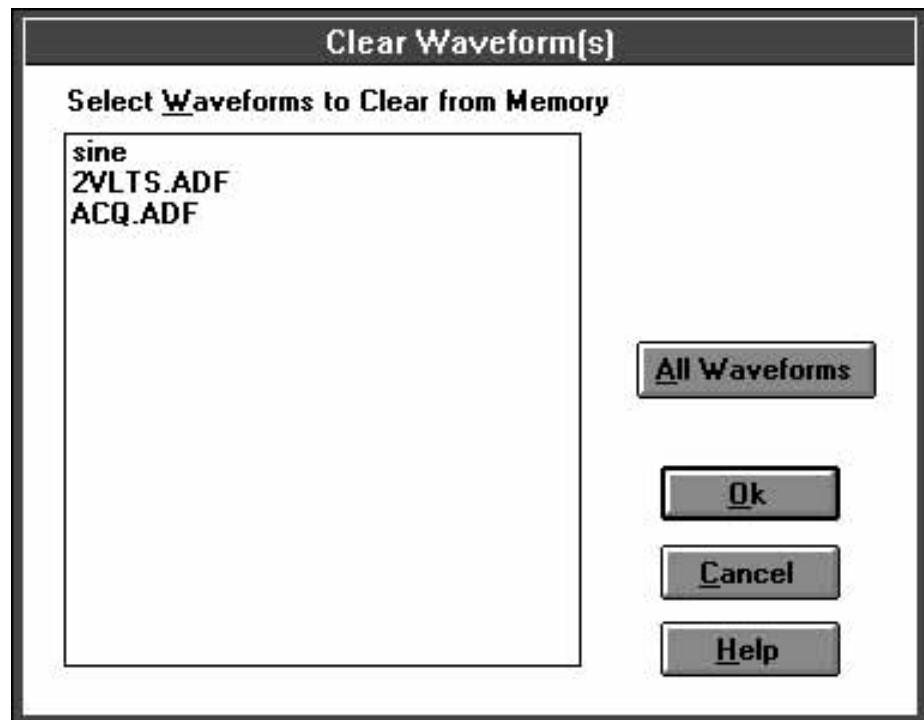 Clear Waveform(s)
Select Waveforms to Clear from Memory
sine
2VLTS.ADF
ACQ.ADF
All Waveforms
Ok
Cancel
Help